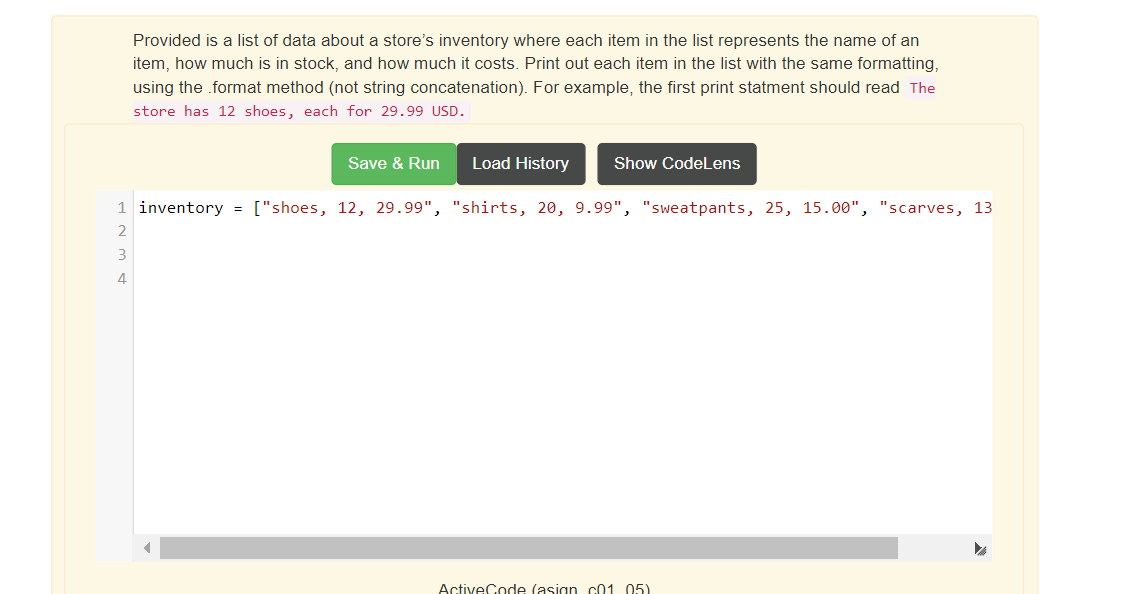 Provided is a list of data about a store’s inventory where each item in the list represents the name of an
item, how much is in stock, and how much it costs. Print out each item in the list with the same formatting,
using the .format method (not string concatenation). For example, the first print statment should read The
store has 12 shoes, each for 29.99 USD.
Save & Run Load History Show CodeLens
1 inventory = ["shoes, 12, 29.99", "shirts, 20, 9.99", "sweatpants, 25, 15.00", "scarves, 13
2
3
4
ActiveCode (asign_c01_05)